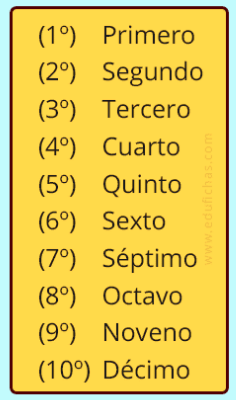 (1º) Primero
(2º) Segundo
(3º) Tercero
(4º) Cuarto
(5º) Quinto
(6º) Sexto
(7º) Séptimo
(8º) Octavo
(9º) Noveno
(10º) Décimo
www.edufichas.com